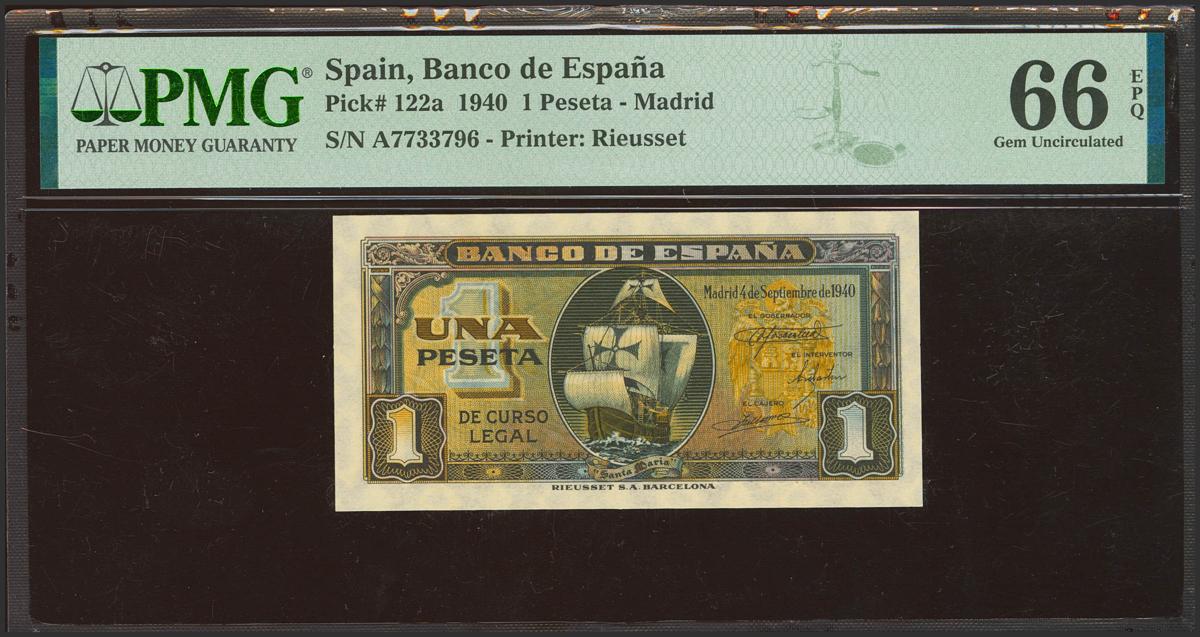 PMG®
PAPER MONEY GUARANTY
Spain, Banco de España
Pick# 122a 1940 1 Peseta - Madrid
S/N A7733796 - Printer: Rieusset
66
EPQ
Gem Uncirculated
BANCO DE ESPAÑA
Madrid 4 de Septiembre de 1940
1
UNA
PESETA
DE CURSO
LEGAL
EL GOBERNADOR
EL INTERVENTOR
EL CAJERO
1
1
Santa Maria
RIEUSSET S.A. BARCELONA